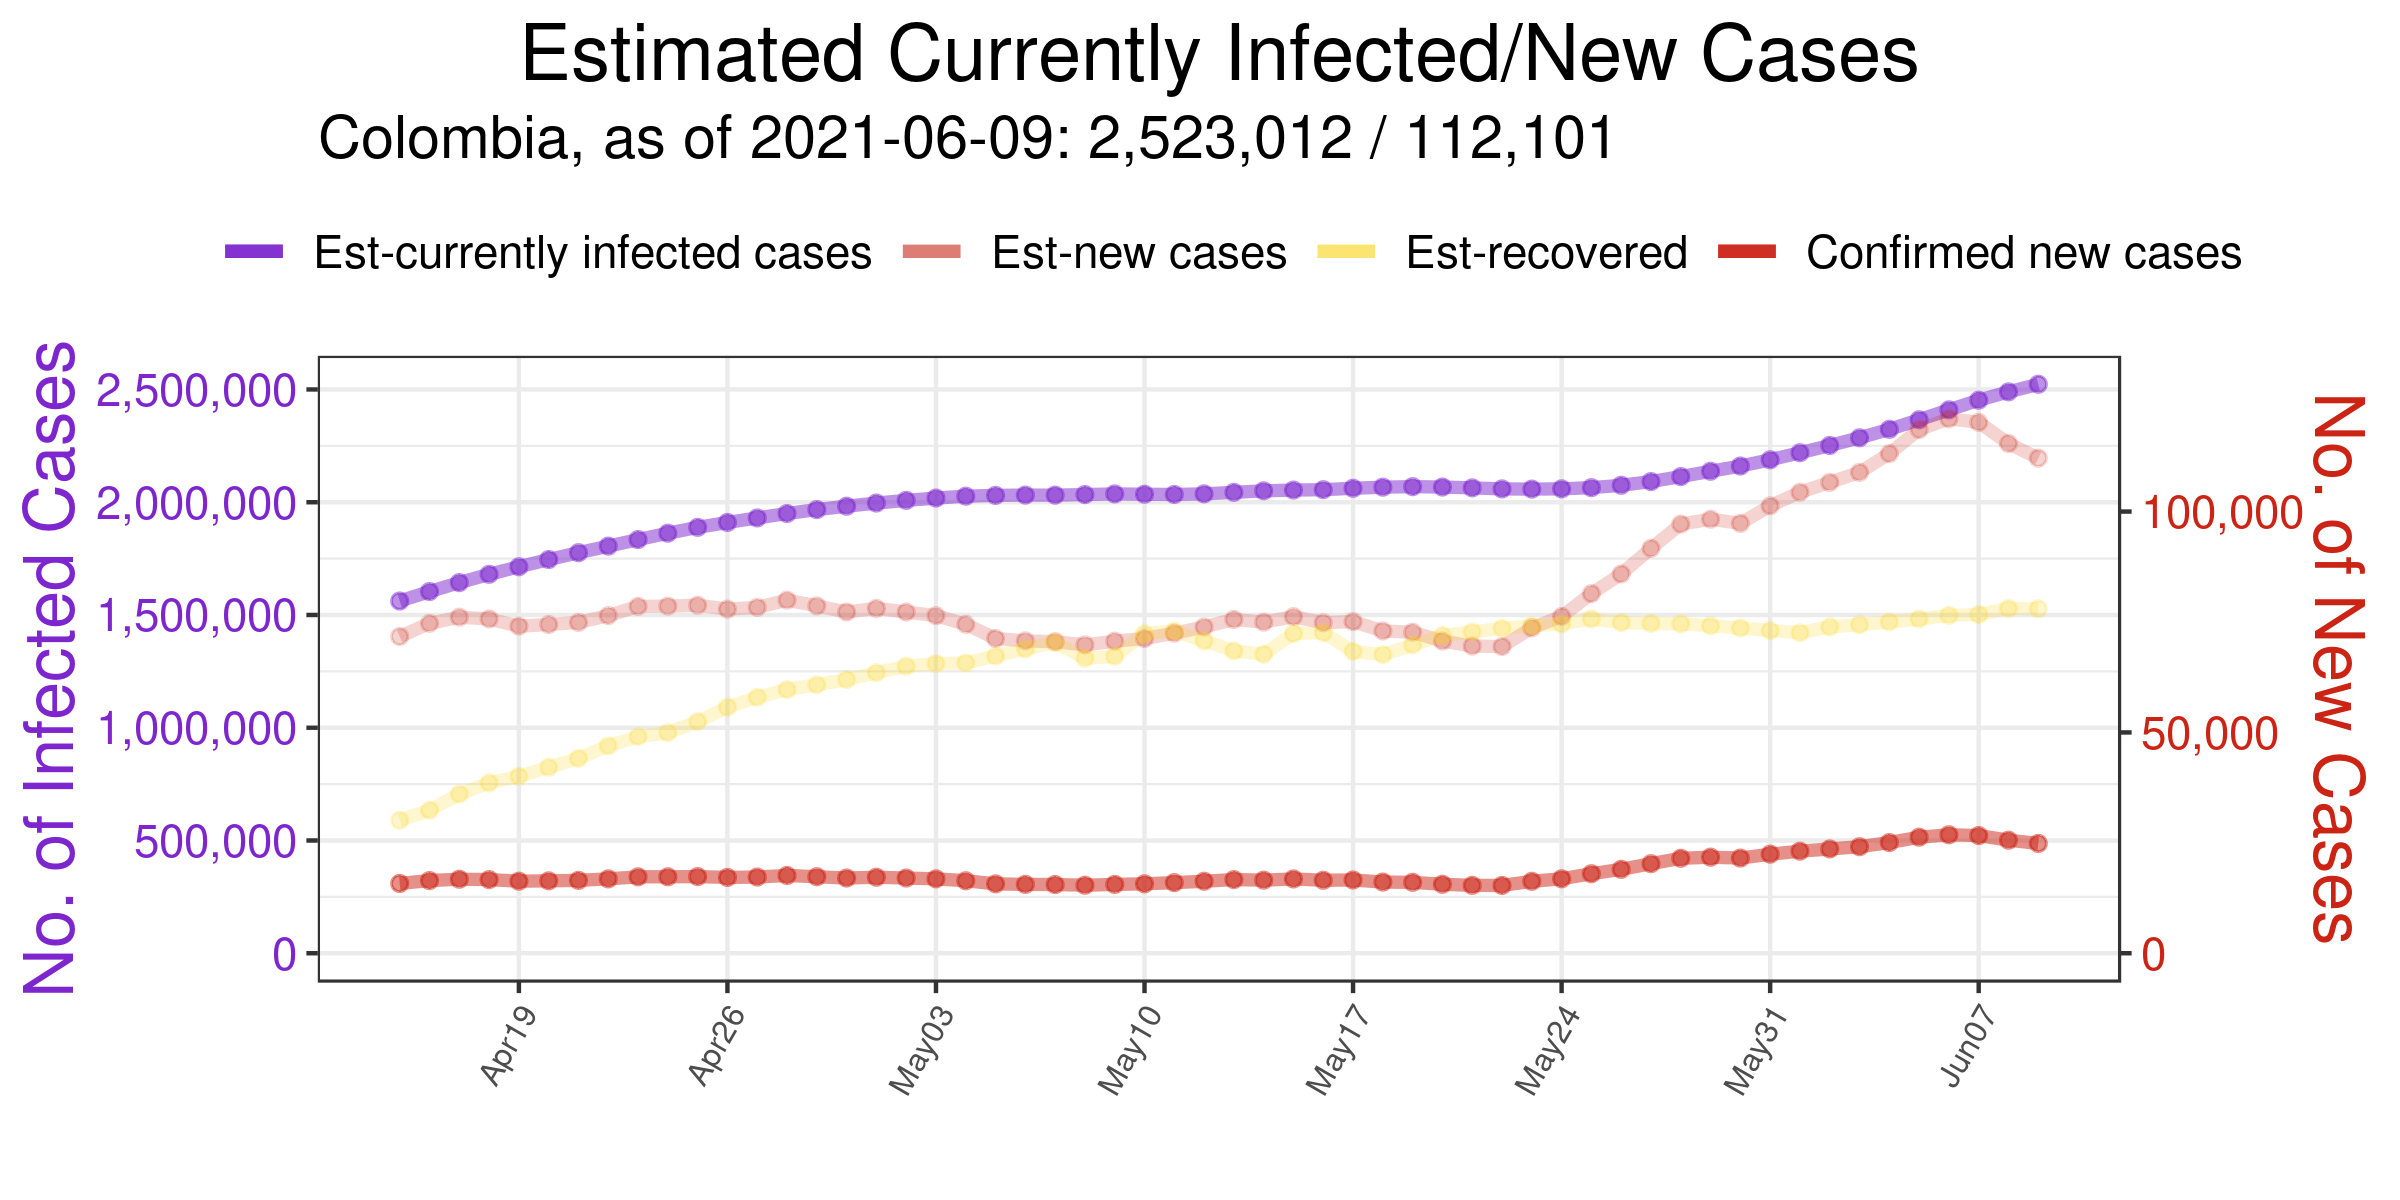 Estimated Currently Infected/New Cases
Colombia, as of 2021-06-09: 2,523,012 / 112,101
Est-currently infected cases Est-new cases Est-recovered Confirmed new cases
No. of Infected Cases
2,500,000
2,000,000
1,500,000
1,000,000
500,000
0
No. of New Cases
100,000
50,000
0
Apr19 Apr26 May03 May10 May17 May24 May31 Jun07